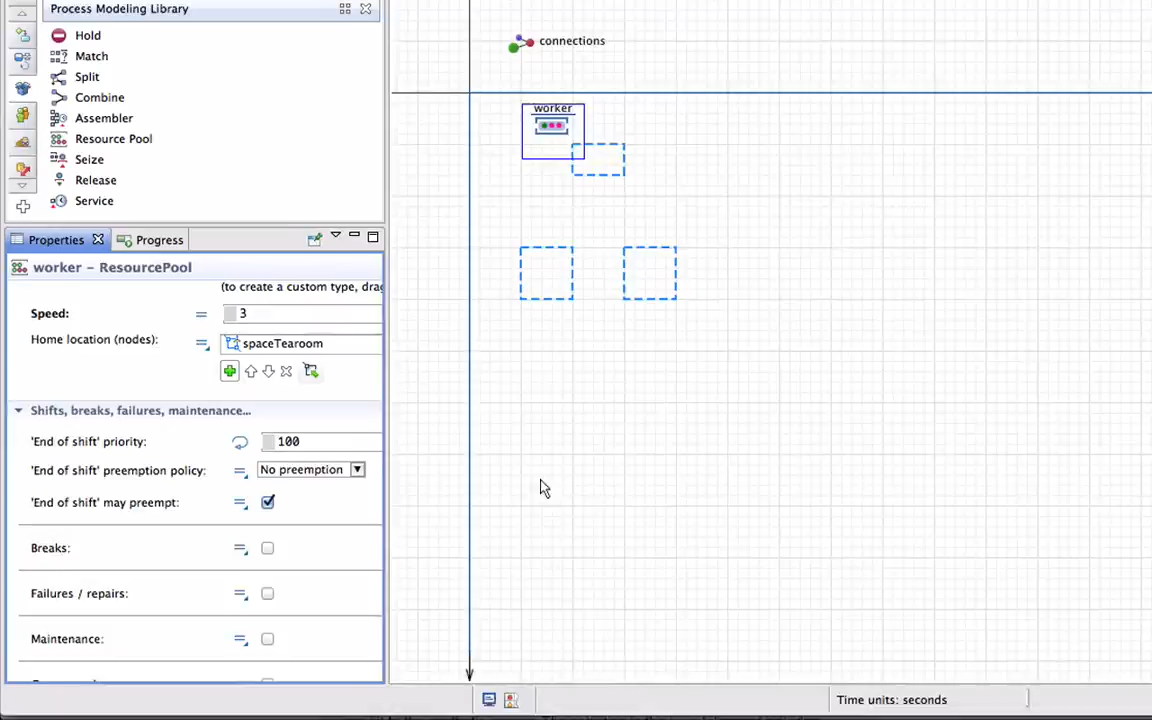 Process Modeling Library
Hold
Match
Split
Combine
Assembler
Resource Pool
Seize
Release
Service
Properties
Progress
worker – ResourcePool
(to create a custom type, drag
Speed:
3
Home location (nodes):
spaceTearoom
Shifts, breaks, failures, maintenance...
'End of shift' priority:
100
'End of shift' preemption policy:
No preemption
'End of shift' may preempt:
Breaks:
Failures / repairs:
Maintenance:
connections
worker
Time units: seconds